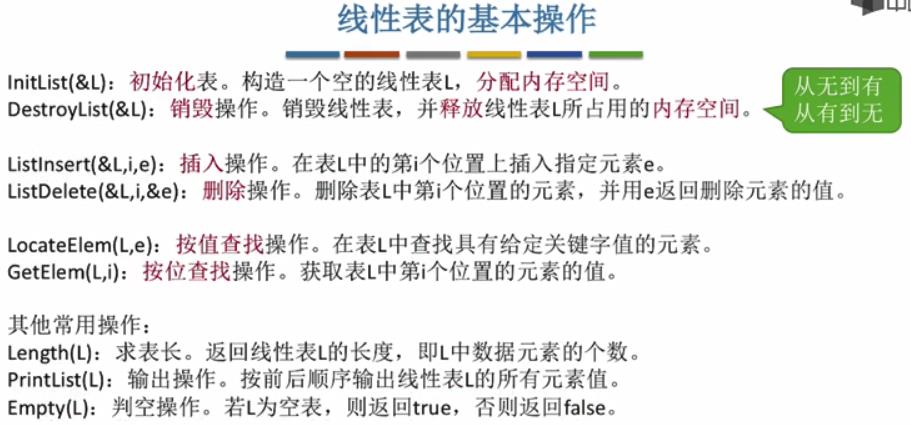 线性表的基本操作
InitList(&L)：初始化表。构造一个空的线性表L，分配内存空间。
DestroyList(&L)：销毁操作。销毁线性表，并释放线性表L所占用的内存空间。
从无到有
从有到无
ListInsert(&L,i,e)：插入操作。在表L中的第i个位置上插入指定元素e。
ListDelete(&L,i,&e)：删除操作。删除表L中第i个位置的元素，并用e返回删除元素的值。
LocateElem(L,e)：按值查找操作。在表L中查找具有给定关键字值的元素。
GetElem(L,i)：按位查找操作。获取表L中第i个位置的元素的值。
其他常用操作：
Length(L)：求表长。返回线性表L的长度，即L中数据元素的个数。
PrintList(L)：输出操作。按前后顺序输出线性表L的所有元素值。
Empty(L)：判空操作。若L为空表，则返回true，否则返回false。